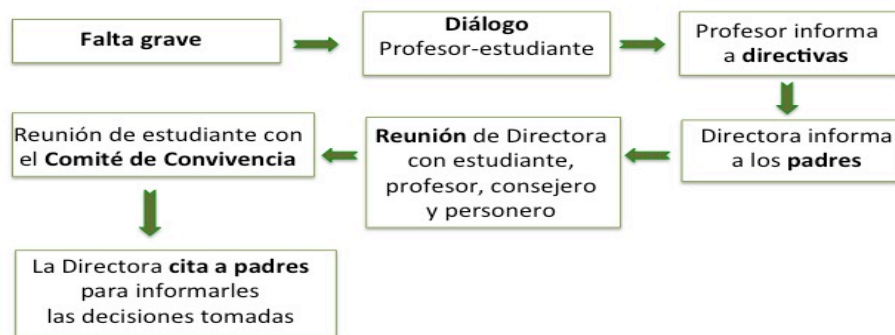 Falta grave
Diálogo
Profesor-estudiante
Profesor informa
a directivas
Directora informa
a los padres
Reunión de Directora
con estudiante,
profesor, consejero
y personero
Reunión de estudiante con
el Comité de Convivencia
La Directora cita a padres
para informarles
las decisiones tomadas